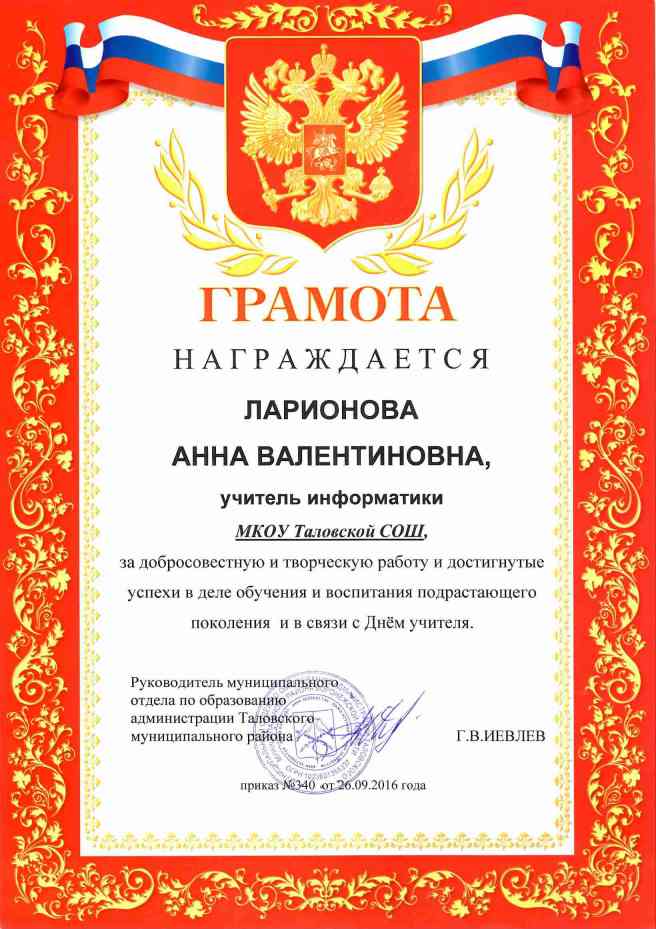 ГРАМОТА
НАГРАЖДАЕТСЯ
ЛАРИОНОВА
АННА ВАЛЕНТИНОВНА,
учитель информатики
МКОУ Таловской СОШ,
за добросовестную и творческую работу и достигнутые
успехи в деле обучения и воспитания подрастающего
поколения и в связи с Днём учителя.
Руководитель муниципального
отдела по образованию
администрации Таловского
муниципального района Г.В.ИЕВЛЕВ
приказ №340 от 26.09.2016 года